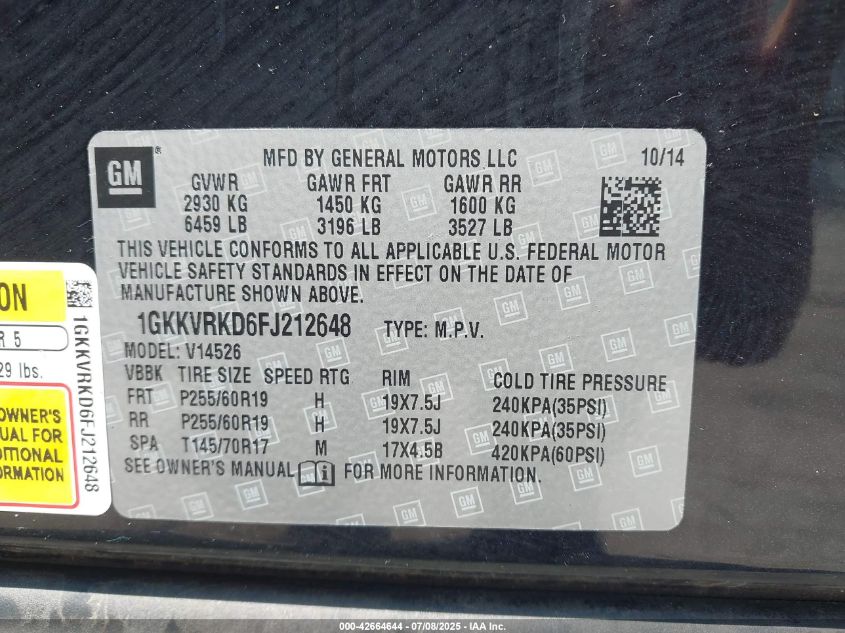 GM
MFD BY GENERAL MOTORS LLC
10/14
GVWR GAWR FRT GAWR RR
2930 KG 1450 KG 1600 KG
6459 LB 3196 LB 3527 LB
THIS VEHICLE CONFORMS TO ALL APPLICABLE U.S. FEDERAL MOTOR
VEHICLE SAFETY STANDARDS IN EFFECT ON THE DATE OF
MANUFACTURE SHOWN ABOVE.
1GKKVRKD6FJ212648 TYPE: M.P.V.
MODEL: V14526
VBBK TIRE SIZE SPEED RTG RIM COLD TIRE PRESSURE
FRT P255/60R19 H 19X7.5J 240KPA(35PSI)
RR P255/60R19 H 19X7.5J 240KPA(35PSI)
SPA T145/70R17 M 17X4.5B 420KPA(60PSI)
SEE OWNER'S MANUAL i FOR MORE INFORMATION.
ON
R 5
29 lbs.
OWNER'S
UAL FOR
DITIONAL
ORMATION
1GKKVRKD6FJ212648
000-42664644 - 07/08/2025 - IAA Inc.